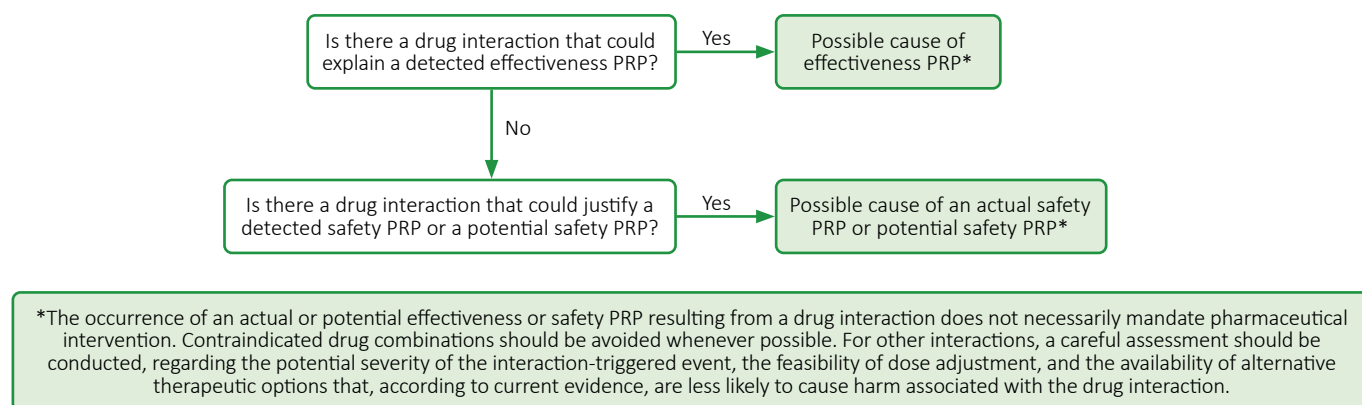 Is there a drug interaction that could
explain a detected effectiveness PRP?
Yes
Possible cause of
effectiveness PRP*
No
Is there a drug interaction that could justify a
detected safety PRP or a potential safety PRP?
Yes
Possible cause of an actual safety
PRP or potential safety PRP*
*The occurrence of an actual or potential effectiveness or safety PRP resulting from a drug interaction does not necessarily mandate pharmaceutical
intervention. Contraindicated drug combinations should be avoided whenever possible. For other interactions, a careful assessment should be
conducted, regarding the potential severity of the interaction-triggered event, the feasibility of dose adjustment, and the availability of alternative
therapeutic options that, according to current evidence, are less likely to cause harm associated with the drug interaction.